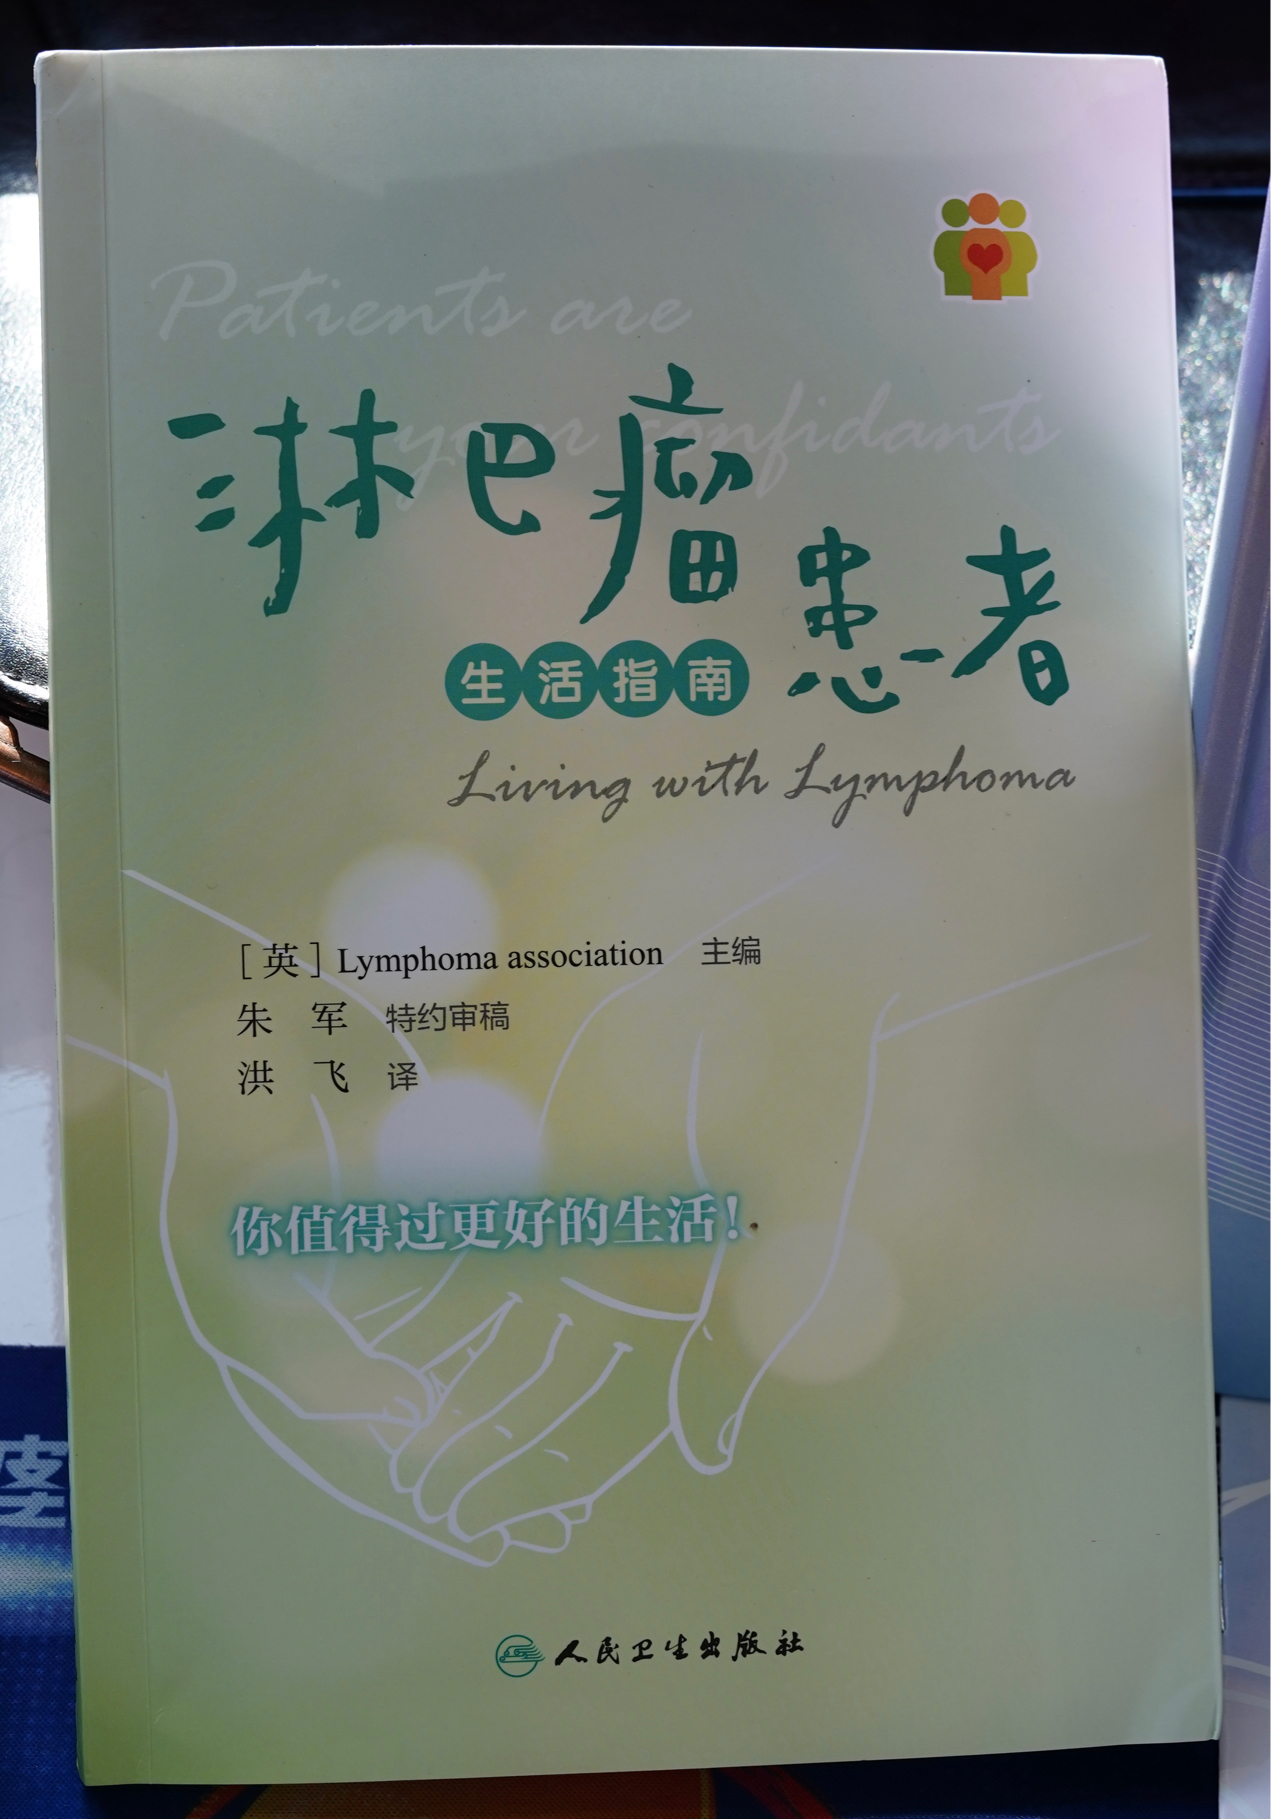 Patients are
your confidants
淋巴瘤
患者
生活指南
Living with Lymphoma
［英］Lymphoma association 主编
朱 军 特约审稿
洪 飞 译
你值得过更好的生活！
人民卫生出版社